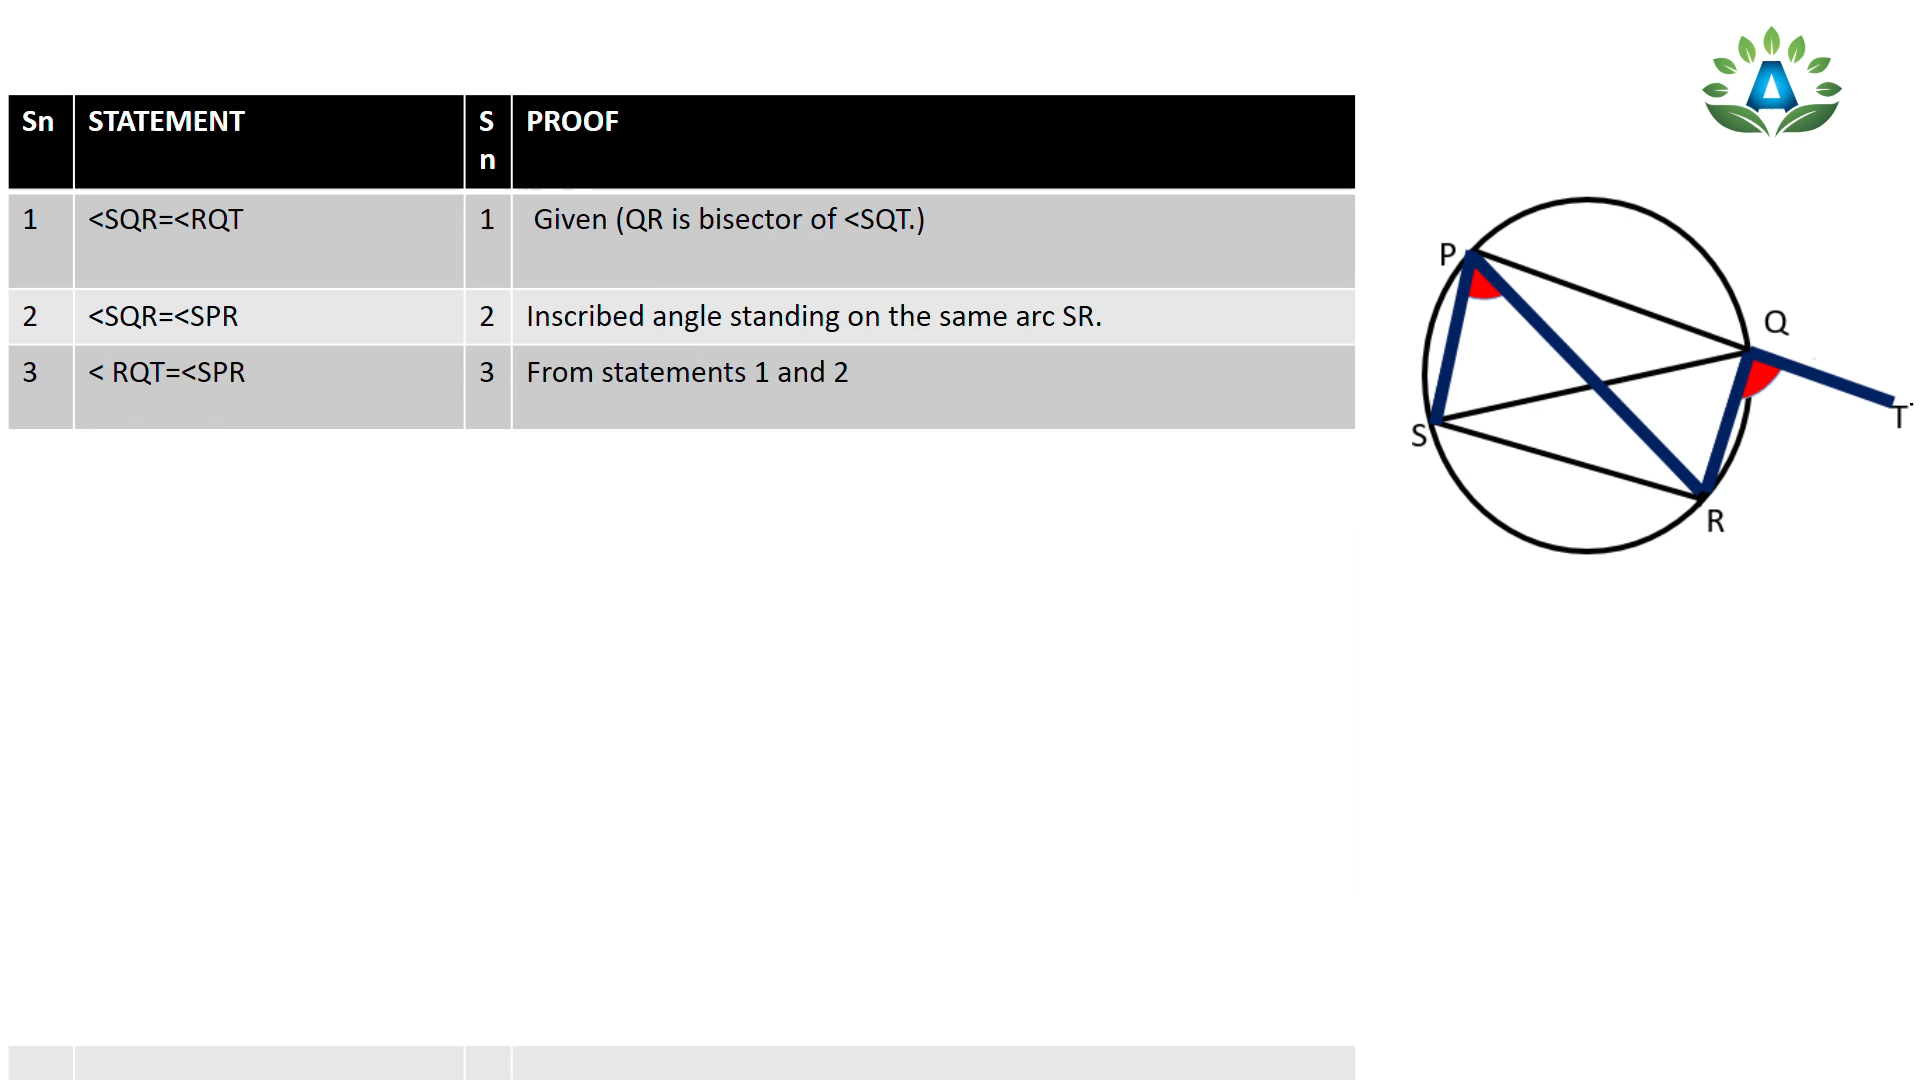 Sn STATEMENT Sn PROOF
1 <SQR=<RQT 1 Given (QR is bisector of <SQT.)
2 <SQR=<SPR 2 Inscribed angle standing on the same arc SR.
3 < RQT=<SPR 3 From statements 1 and 2
A
P
Q
T
S
R